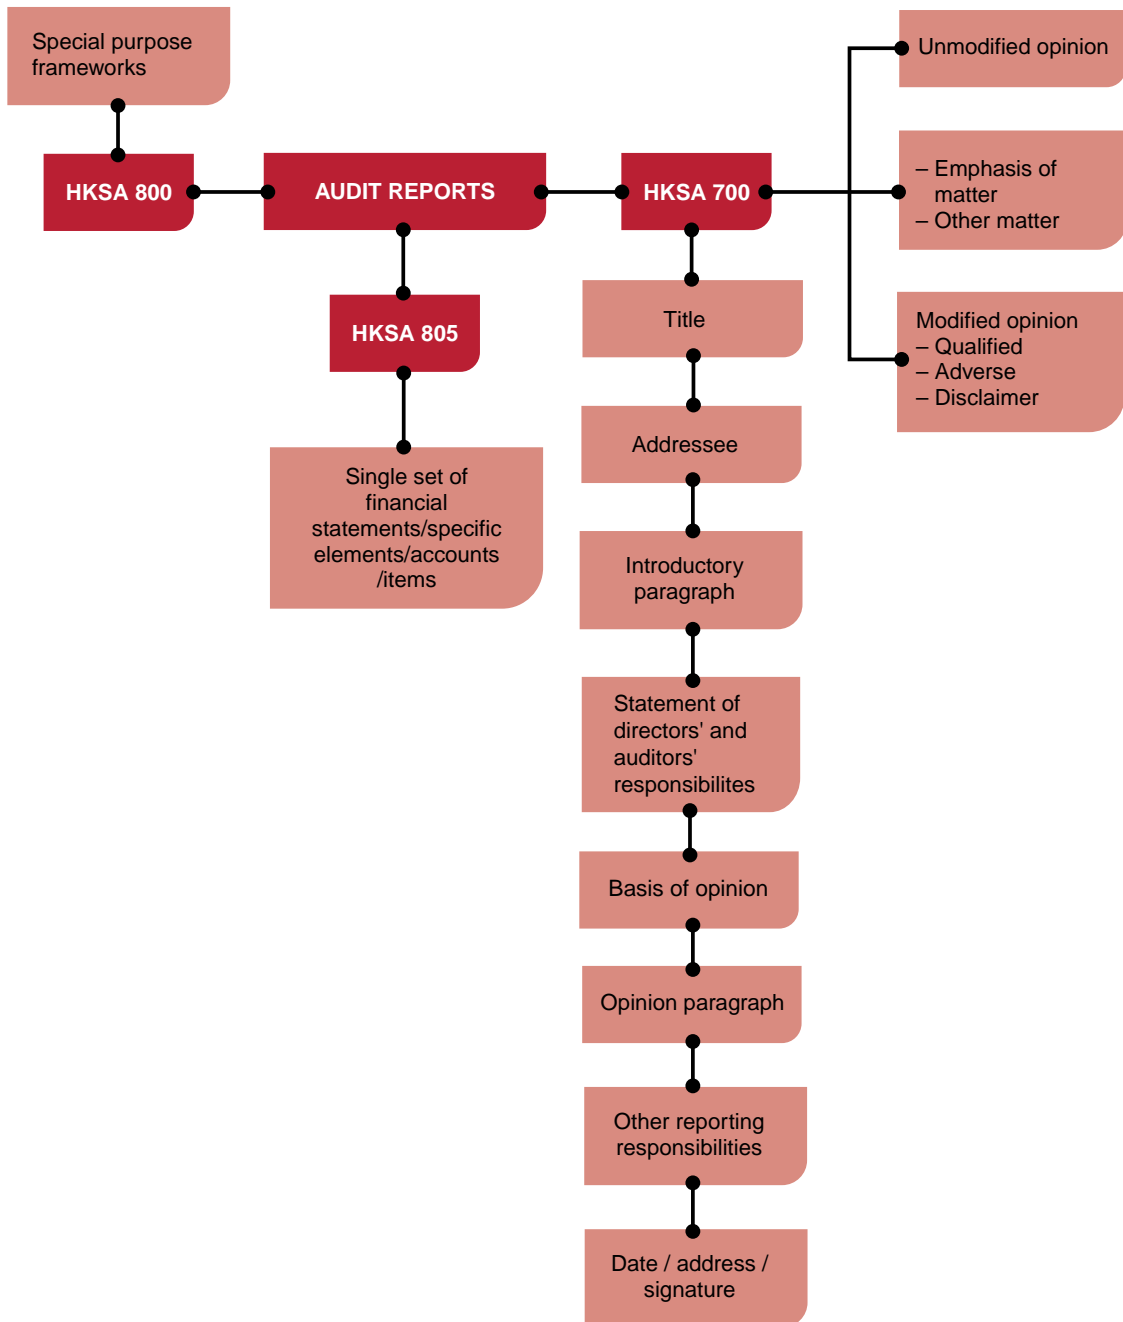 Special purpose
frameworks
HKSA 800
AUDIT REPORTS
HKSA 700
Unmodified opinion
– Emphasis of
matter
– Other matter
Modified opinion
– Qualified
– Adverse
– Disclaimer
HKSA 805
Single set of
financial
statements/specific
elements/accounts
/items
Title
Addressee
Introductory
paragraph
Statement of
directors' and
auditors'
responsibilites
Basis of opinion
Opinion paragraph
Other reporting
responsibilities
Date / address /
signature